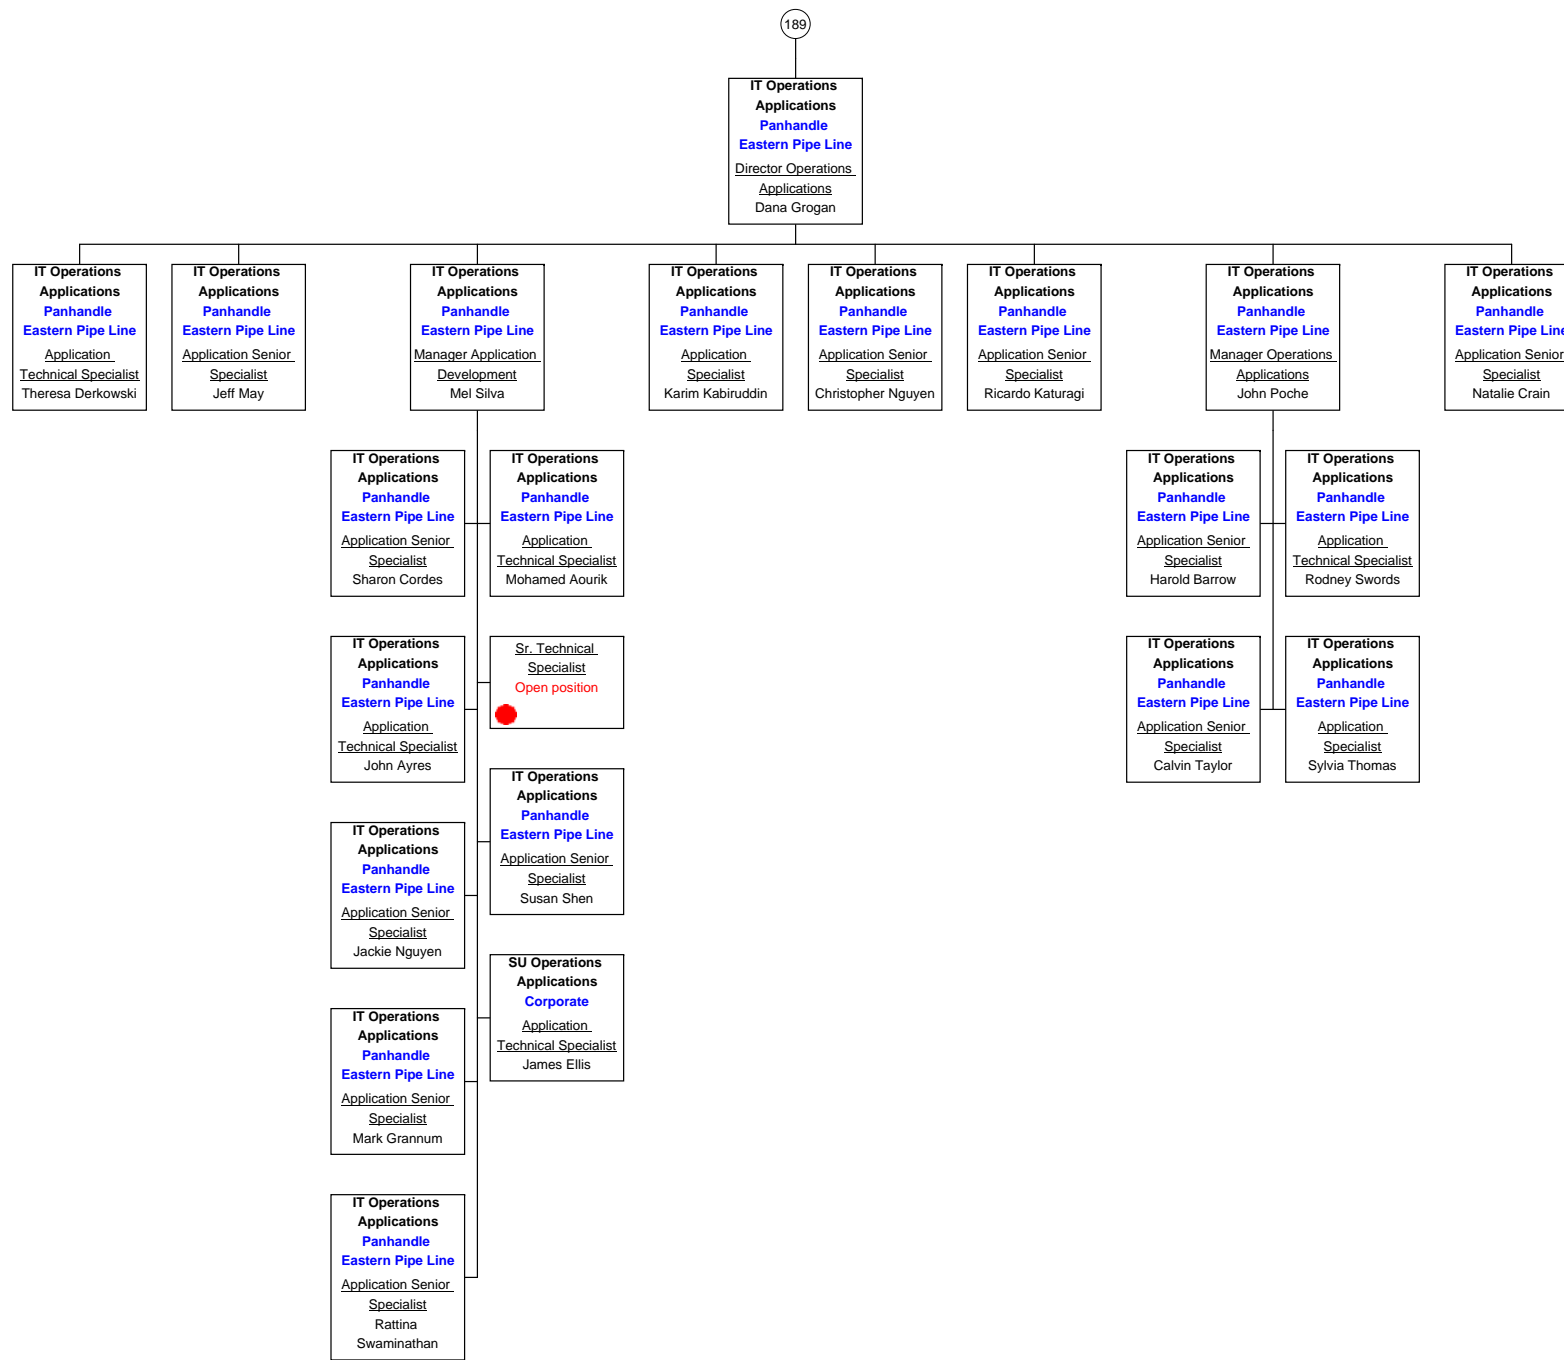 189
IT Operations
Applications
Panhandle
Eastern Pipe Line
Director Operations
Applications
Dana Grogan
IT Operations
Applications
Panhandle
Eastern Pipe Line
Application
Technical Specialist
Theresa Derkowski
IT Operations
Applications
Panhandle
Eastern Pipe Line
Application Senior
Specialist
Jeff May
IT Operations
Applications
Panhandle
Eastern Pipe Line
Manager Application
Development
Mel Silva
IT Operations
Applications
Panhandle
Eastern Pipe Line
Application
Specialist
Karim Kabiruddin
IT Operations
Applications
Panhandle
Eastern Pipe Line
Application Senior
Specialist
Christopher Nguyen
IT Operations
Applications
Panhandle
Eastern Pipe Line
Application Senior
Specialist
Ricardo Katuragi
IT Operations
Applications
Panhandle
Eastern Pipe Line
Manager Operations
Applications
John Poche
IT Operations
Applications
Panhandle
Eastern Pipe Line
Application Senior
Specialist
Natalie Crain
IT Operations
Applications
Panhandle
Eastern Pipe Line
Application Senior
Specialist
Sharon Cordes
IT Operations
Applications
Panhandle
Eastern Pipe Line
Application
Technical Specialist
Mohamed Aourik
IT Operations
Applications
Panhandle
Eastern Pipe Line
Application Senior
Specialist
Harold Barrow
IT Operations
Applications
Panhandle
Eastern Pipe Line
Application
Technical Specialist
Rodney Swords
IT Operations
Applications
Panhandle
Eastern Pipe Line
Application
Technical Specialist
John Ayres
Sr. Technical
Specialist
Open position
IT Operations
Applications
Panhandle
Eastern Pipe Line
Application Senior
Specialist
Calvin Taylor
IT Operations
Applications
Panhandle
Eastern Pipe Line
Application
Specialist
Sylvia Thomas
IT Operations
Applications
Panhandle
Eastern Pipe Line
Application Senior
Specialist
Susan Shen
IT Operations
Applications
Panhandle
Eastern Pipe Line
Application Senior
Specialist
Jackie Nguyen
SU Operations
Applications
Corporate
Application
Technical Specialist
James Ellis
IT Operations
Applications
Panhandle
Eastern Pipe Line
Application Senior
Specialist
Mark Grannum
IT Operations
Applications
Panhandle
Eastern Pipe Line
Application Senior
Specialist
Rattina
Swaminathan